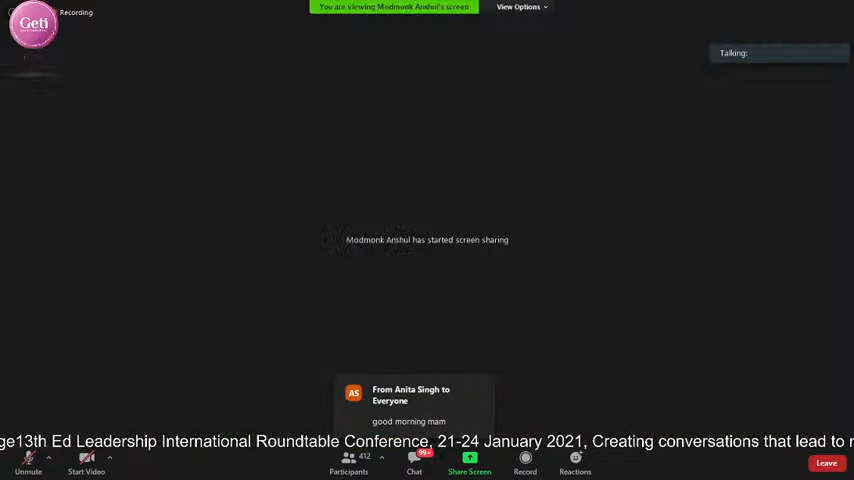 Geti
Recording
You are viewing Modmonk Anshul's screen
View Options
Talking:
Modmonk Anshul has started screen sharing
AS
From Anita Singh to
Everyone
good morning mam
ge13th Ed Leadership International Roundtable Conference, 21-24 January 2021, Creating conversations that lead to
412
99+
Unmute
Start Video
Participants
Chat
Share Screen
Record
Reactions
Leave